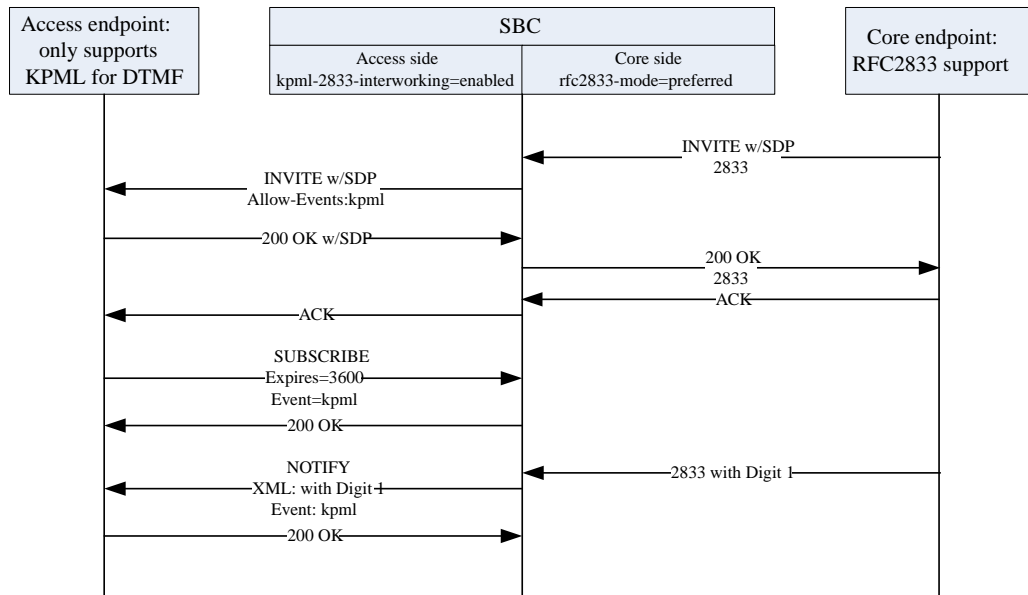 Access endpoint:
only supports
KPML for DTMF
SBC
Access side
kpml-2833-interworking=enabled
Core side
rfc2833-mode=preferred
Core endpoint:
RFC2833 support
INVITE w/SDP
2833
INVITE w/SDP
Allow-Events:kpml
200 OK w/SDP
200 OK
2833
ACK
ACK
SUBSCRIBE
Expires=3600
Event=kpml
200 OK
2833 with Digit 1
NOTIFY
XML: with Digit 1
Event: kpml
200 OK